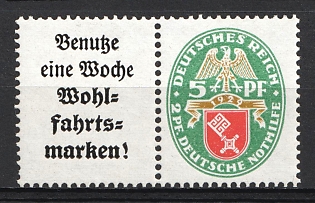 Benutze
eine Woche
Wohl-
fahrts-
marken!
DEUTSCHES REICH
5 PF
1929
2 PF. DEUTSCHE NOTHILFE